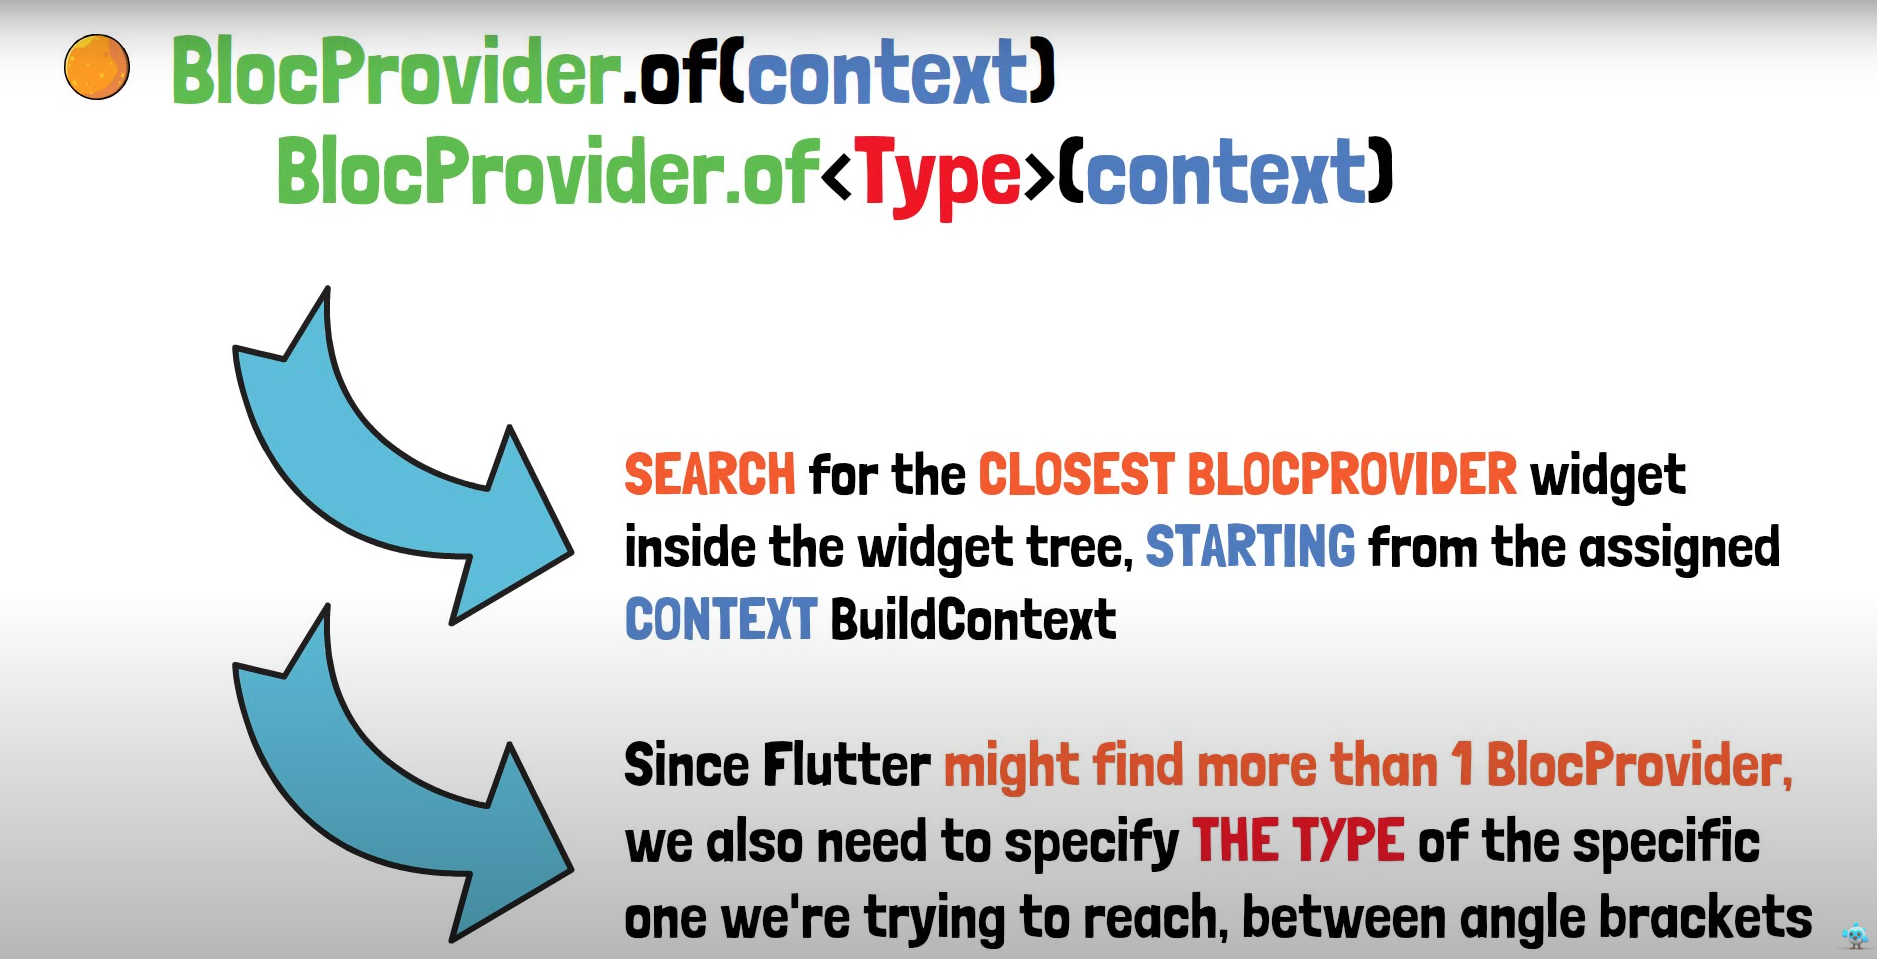 BlocProvider.of(context)
BlocProvider.of<Type>(context)
SEARCH for the CLOSEST BLOCPROVIDER widget
inside the widget tree, STARTING from the assigned
CONTEXT BuildContext
Since Flutter might find more than 1 BlocProvider,
we also need to specify THE TYPE of the specific
one we're trying to reach, between angle brackets